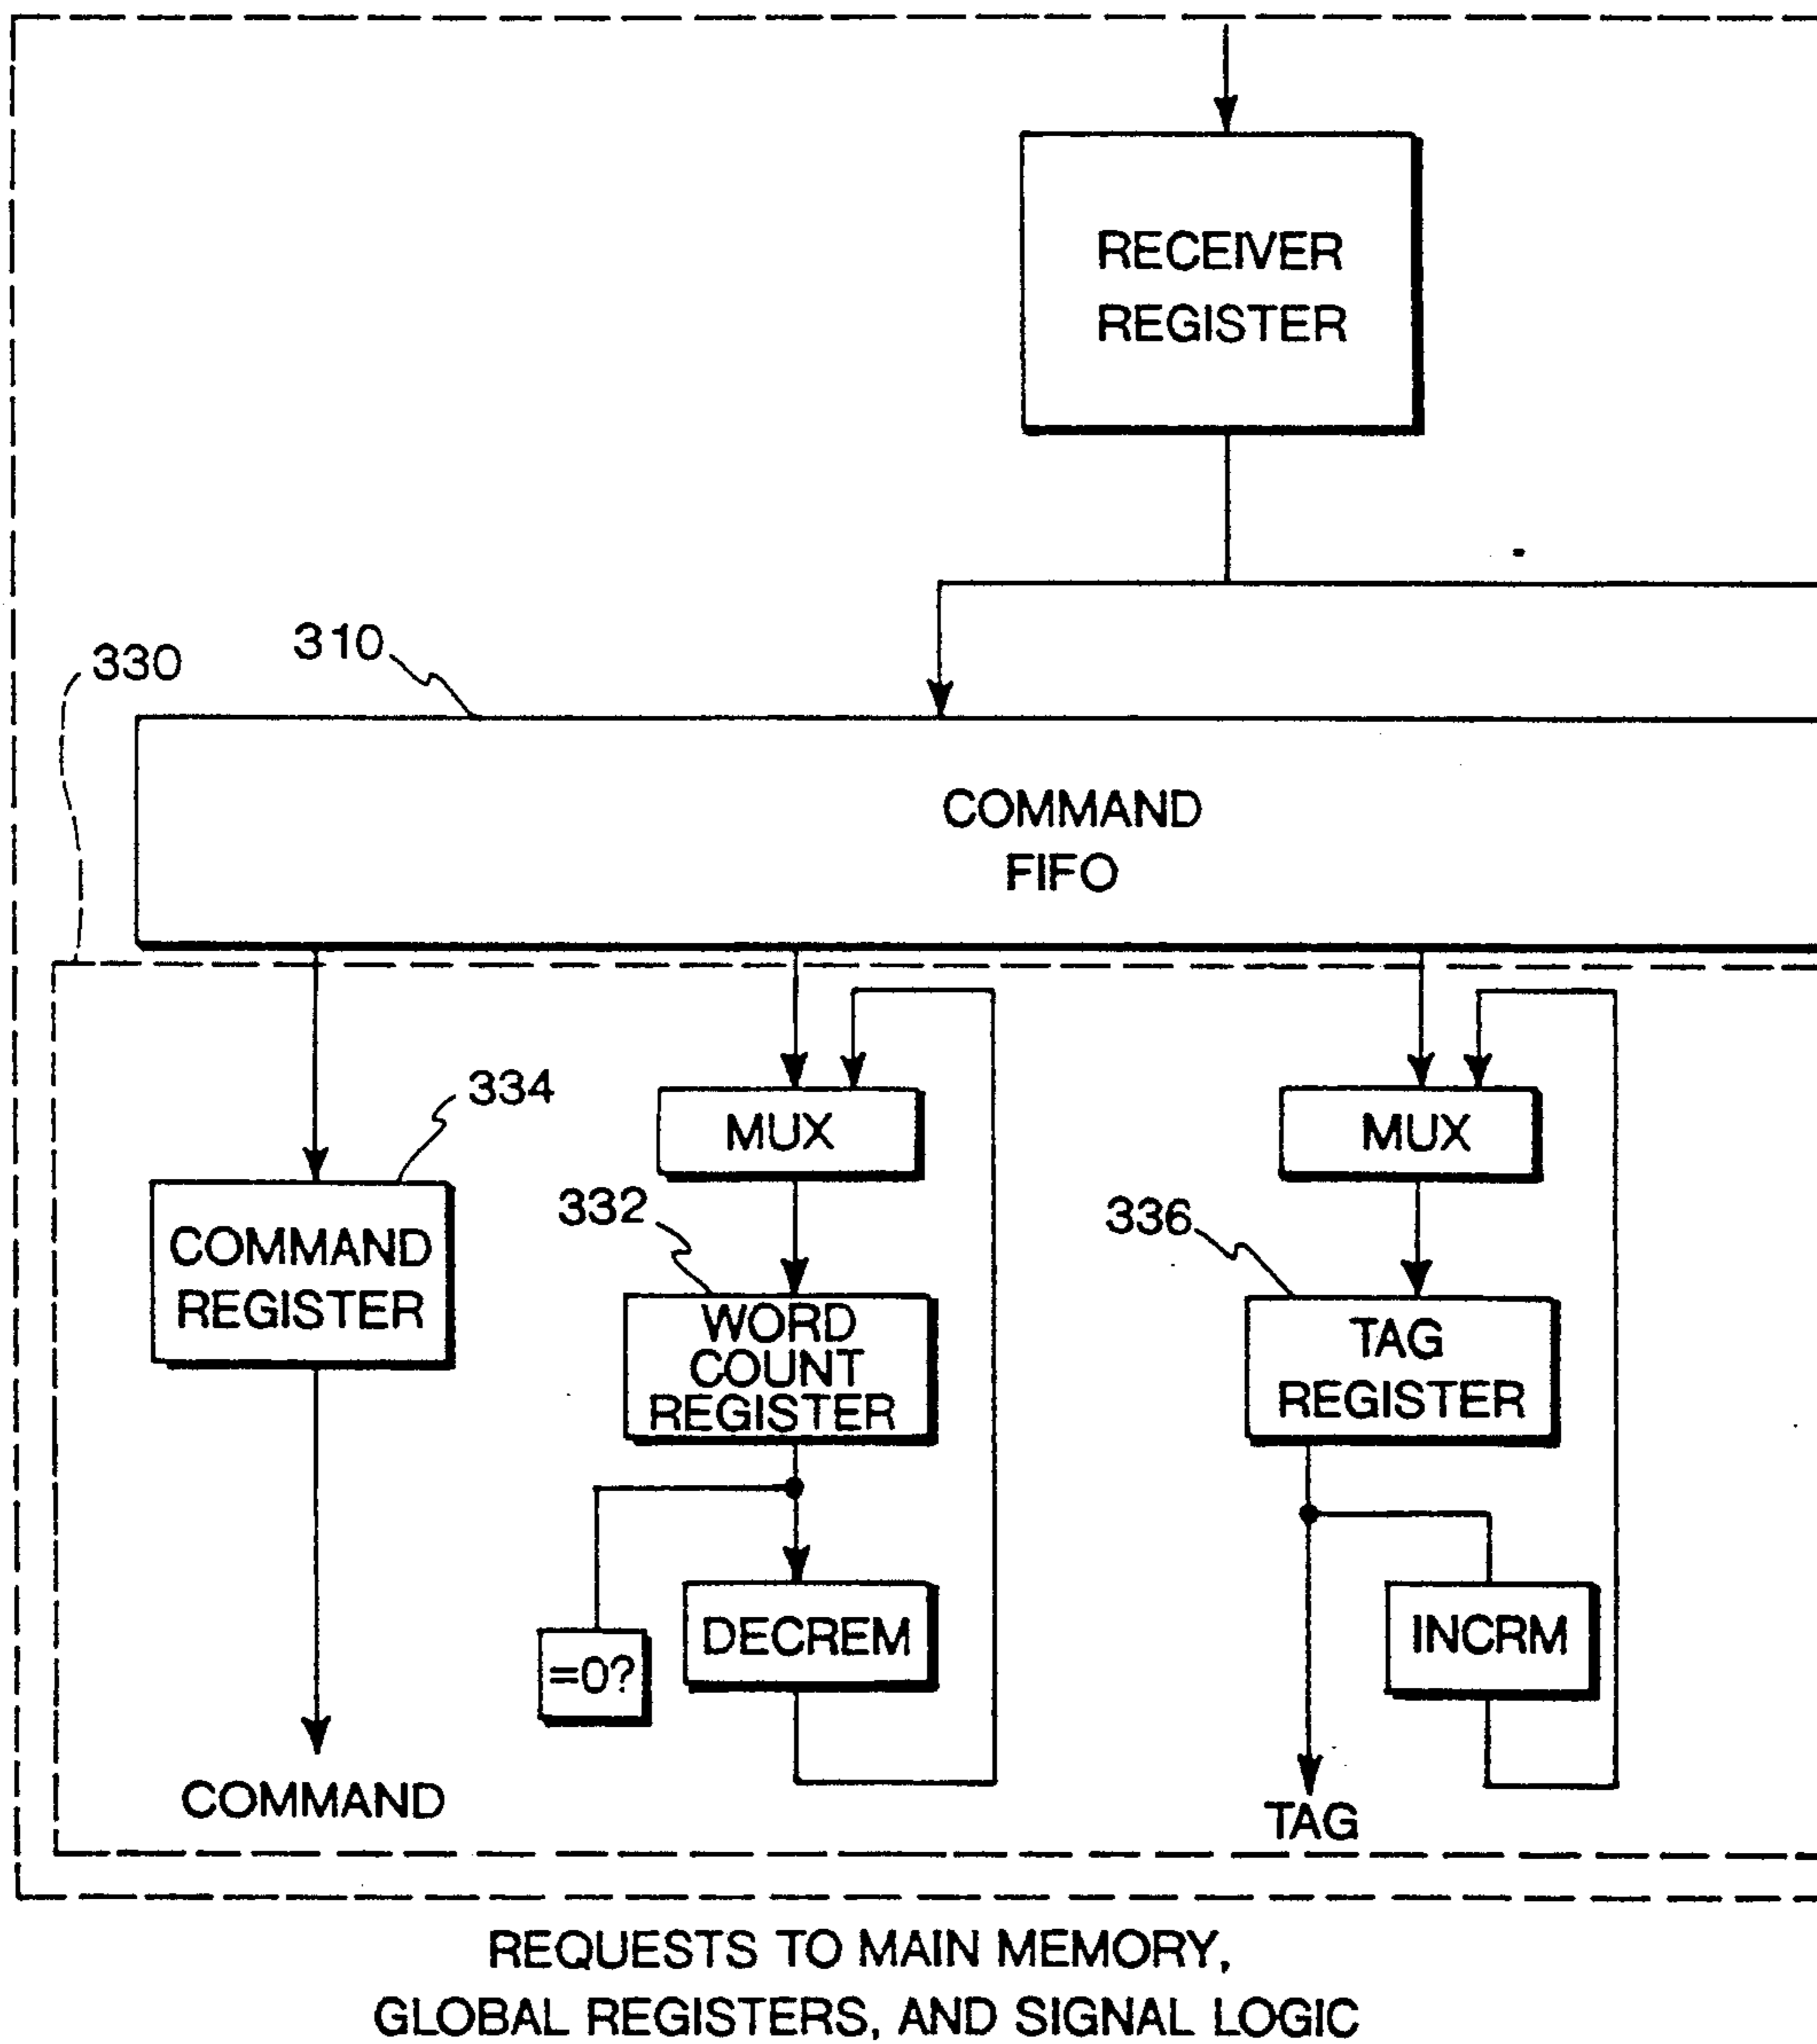 RECEIVER
REGISTER
330
310
COMMAND
FIFO
334
MUX
MUX
332
336
COMMAND
REGISTER
WORD
COUNT
REGISTER
TAG
REGISTER
=0?
DECREM
INCRM
COMMAND
TAG
REQUESTS TO MAIN MEMORY,
GLOBAL REGISTERS, AND SIGNAL LOGIC